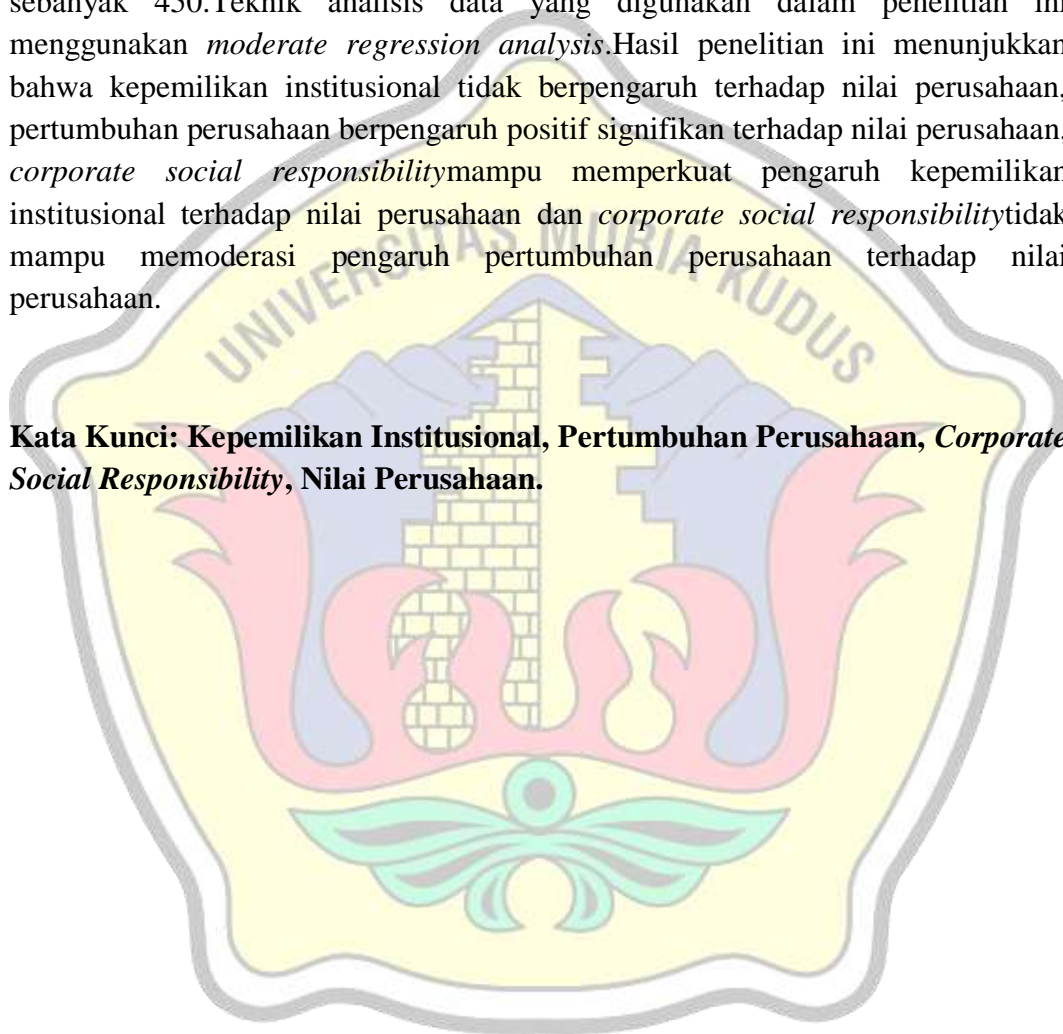 sebanyak 450.Teknik analisis data yang digunakan dalam penelitian ini
menggunakan moderate regression analysis.Hasil penelitian ini menunjukkan
bahwa kepemilikan institusional tidak berpengaruh terhadap nilai perusahaan,
pertumbuhan perusahaan berpengaruh positif signifikan terhadap nilai perusahaan,
corporate social responsibilitymampu memperkuat pengaruh kepemilikan
institusional terhadap nilai perusahaan dan corporate social responsibilitytidak
mampu memoderasi pengaruh pertumbuhan perusahaan terhadap nilai
perusahaan.
UNIVERSITAS MURIA KUDUS
Kata Kunci: Kepemilikan Institusional, Pertumbuhan Perusahaan, Corporate
Social Responsibility, Nilai Perusahaan.